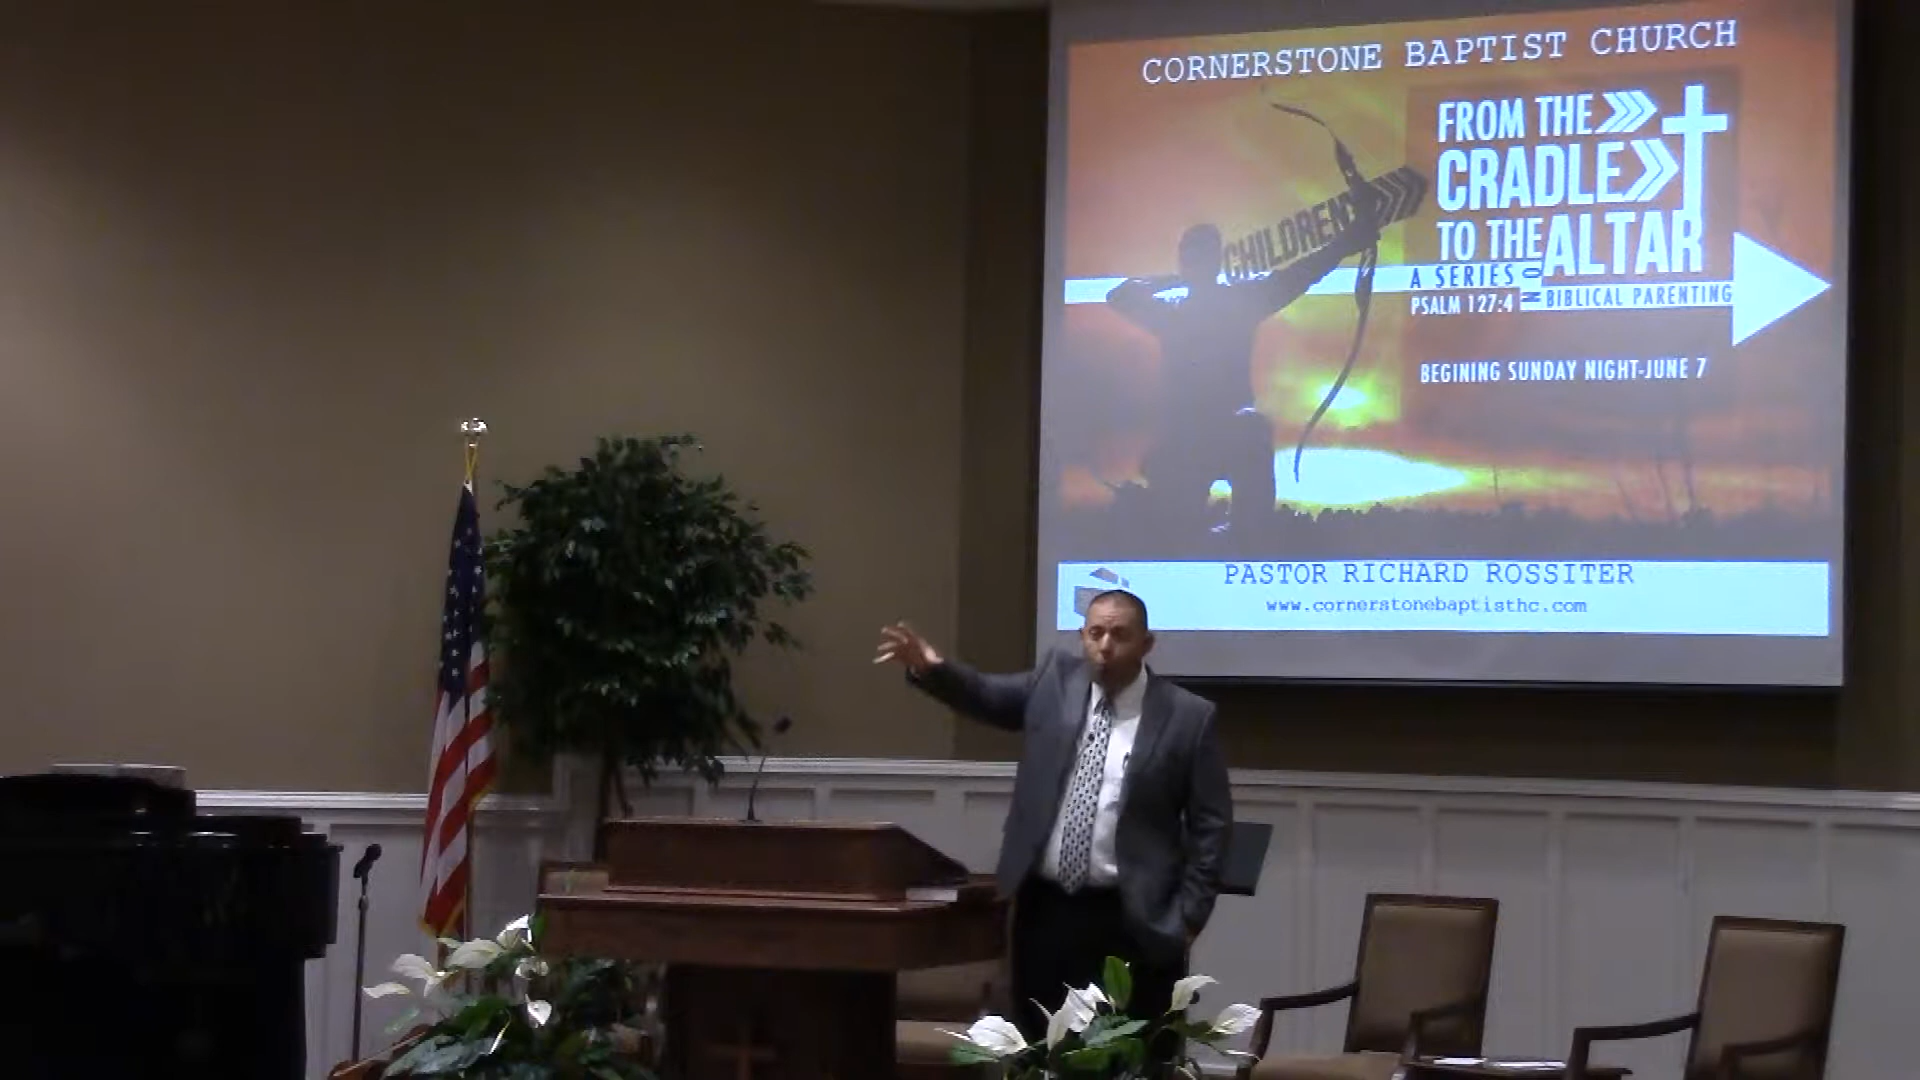 CORNERSTONE BAPTIST CHURCH
FROM THE
CRADLE
TO THE ALTAR
A SERIES ON BIBLICAL PARENTING
PSALM 127:4
CHILDREN
BEGINING SUNDAY NIGHT-JUNE 7
PASTOR RICHARD ROSSITER
www.cornerstonebaptisthc.com